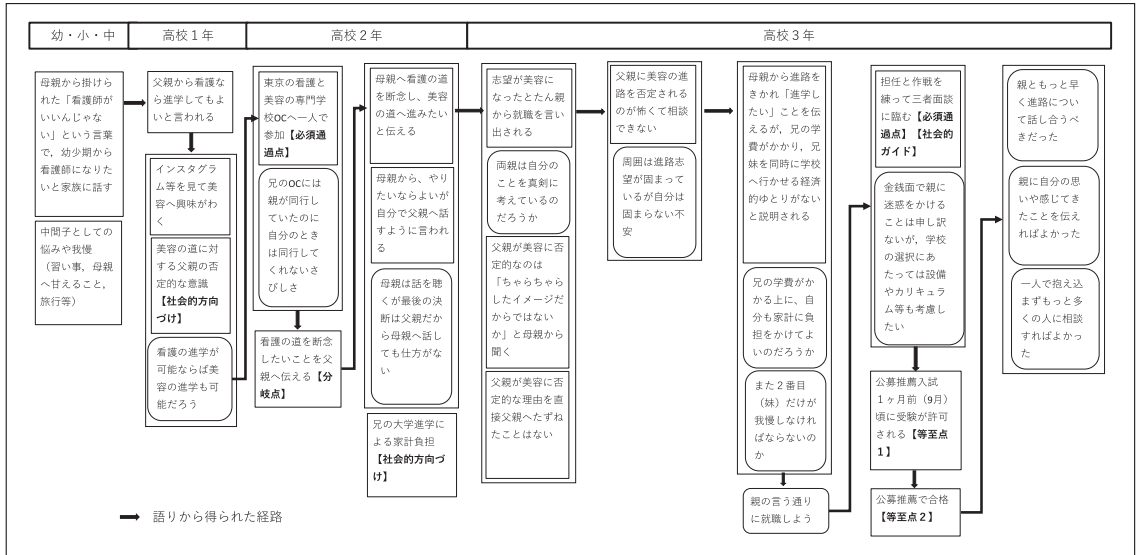 幼・小・中
高校１年
高校２年
高校３年
母親から掛けら
れた「看護師が
いいんじゃな
い」という言葉
で，幼少期から
看護師になりた
いと家族に話す
中間子としての
悩みや我慢
（習い事，母親
へ甘えること，
旅行等）
父親から看護な
ら進学してもよ
いと言われる
インスタグラ
ム等を見て美
容へ興味がわ
く
美容の道に対
する父親の否
定的な意識
【社会的方向
づけ】
看護の進学が
可能ならば美
容の進学も可
能だろう
東京の看護と
美容の専門学
校OCへ一人で
参加【必須通
過点】
兄のOCには
親が同行し
ていたのに
自分のとき
は同行して
くれないさ
びしさ
看護の道を断念
したいことを父
親へ伝える【分
岐点】
母親へ看護の道
を断念し、美容
の道へ進みたい
と伝える
母親から、やり
たいならよいが
自分で父親へ話
すように言われ
る
母親は話を聴
くが最後の決
断は父親だか
ら母親へ話し
ても仕方がな
い
兄の大学進学に
よる家計負担
【社会的方向づ
け】
志望が美容に
なったとたん親
から就職を言い
出される
両親は自分の
ことを真剣に
考えているの
だろうか
父親が美容に否
定的なのは
「ちゃらちゃら
したイメージだ
からではない
か」と母親から
聞く
父親が美容に否
定的な理由を直
接父親へたずね
たことはない
父親に美容の進
路を否定される
のが怖くて相談
できない
周囲は進路志
望が固まって
いるが自分は
固まらない不
安
母親から進路を
きかれ「進学し
たい」ことを伝
えるが，兄の学
費がかかり，兄
妹を同時に学校
へ行かせる経済
的ゆとりがない
と説明される
兄の学費がか
かる上に、自
分も家計に負
担をかけてよ
いのだろうか
また２番目
（妹）だけが
我慢しなけれ
ばならないの
か
親の言う通り
に就職しよう
担任と作戦を
練って三者面談
に臨む【必須通
過点】【社会的
ガイド】
金銭面で親に
迷惑をかける
ことは申し訳
ないが，学校
の選択にあ
たっては設備
やカリキュラ
ム等も考慮し
たい
公募推薦入試
1ヶ月前（9月）
頃に受験が許可
される【等至点
1】
公募推薦で合格
【等至点２】
親ともっと早
く進路につい
て話し合うべ
きだった
親に自分の思
いや感じてき
たことを伝え
ればよかった
一人で抱え込
まずもっと多
くの人に相談
すればよかっ
た
語りから得られた経路